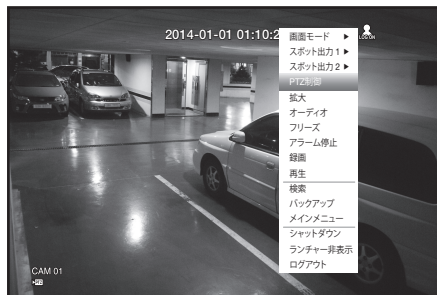 2014-01-01 01:10:2
LOG ON
画面モード ▶
スポット出力 1 ▶
スポット出力 2 ▶
PTZ制御
拡大
オーディオ
フリーズ
アラーム停止
録画
再生
検索
バックアップ
メインメニュー
シャットダウン
ランチャー非表示
ログアウト
CAM 01